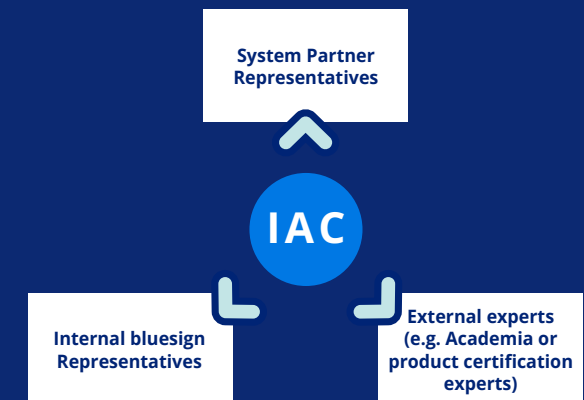 System Partner
Representatives
IAC
Internal bluesign
Representatives
External experts
(e.g. Academia or
product certification
experts)